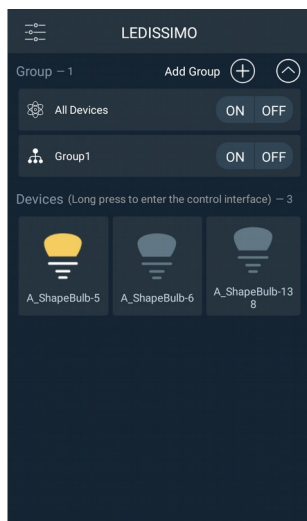 LEDISSIMO
Group – 1 Add Group
All Devices ON OFF
Group1 ON OFF
Devices (Long press to enter the control interface) – 3
A_ShapeBulb-5 A_ShapeBulb-6 A_ShapeBulb-13
8